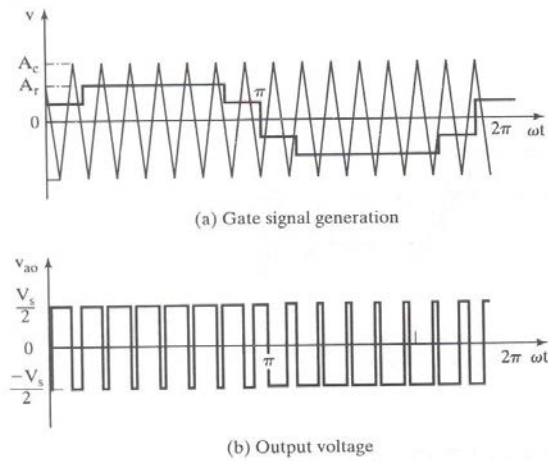 v
A_c
A_r
π
0
2π ωt
(a) Gate signal generation
v_ao
V_s
2
0
π
2π ωt
−V_s
2
(b) Output voltage